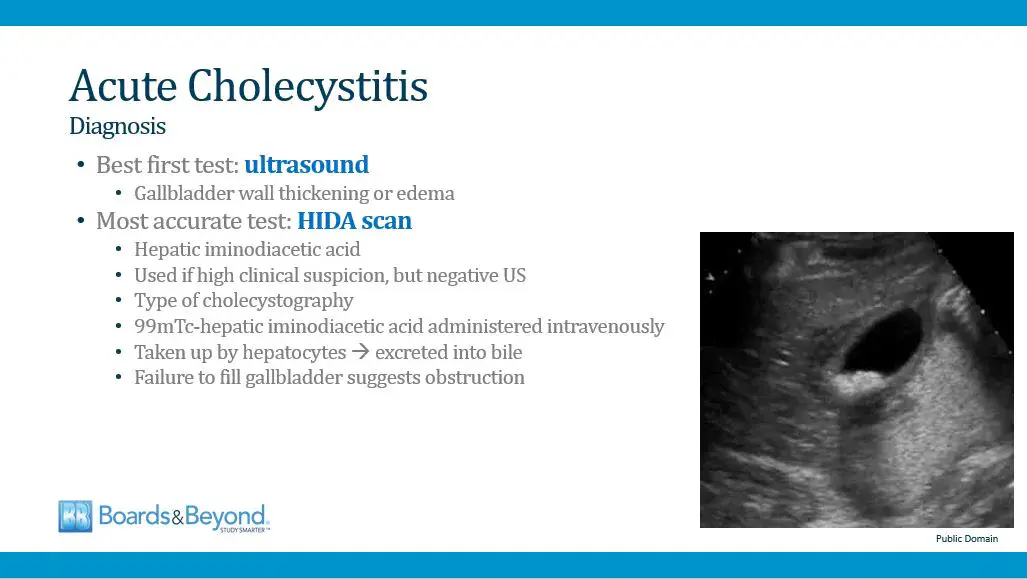 Acute Cholecystitis
Diagnosis
• Best first test: ultrasound
• Gallbladder wall thickening or edema
• Most accurate test: HIDA scan
• Hepatic iminodiacetic acid
• Used if high clinical suspicion, but negative US
• Type of cholecystography
• 99mTc-hepatic iminodiacetic acid administered intravenously
• Taken up by hepatocytes → excreted into bile
• Failure to fill gallbladder suggests obstruction
BB Boards&Beyond.
STUDY SMARTER™
Public Domain